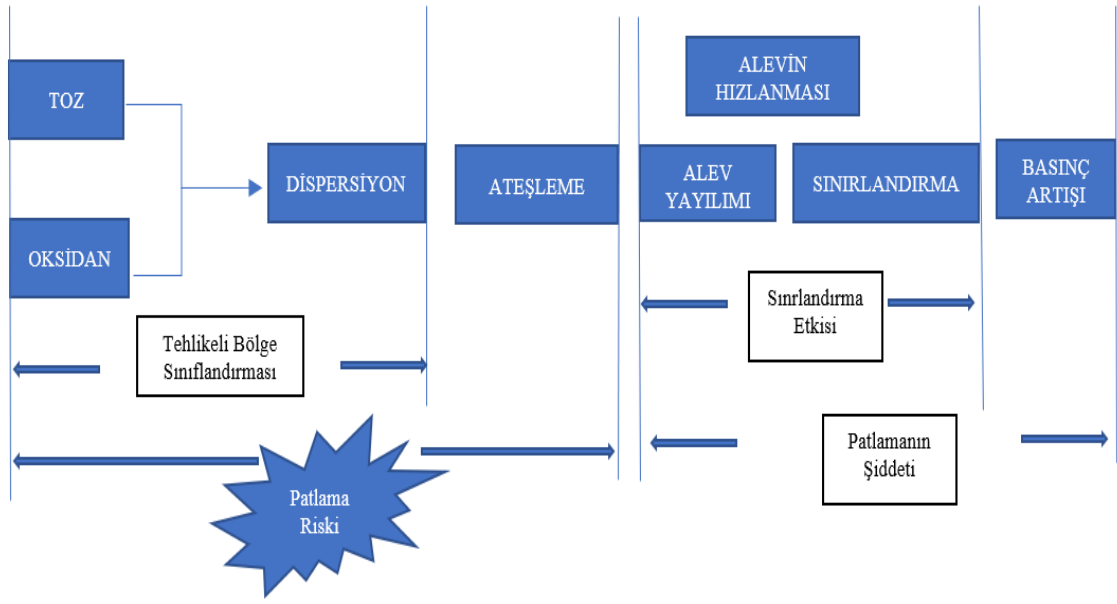 TOZ
OKSİDAN
DİSPERSİYON
ATEŞLEME
ALEVİN
HIZLANMASI
ALEV
YAYILIMI
SINIRLANDIRMA
BASINÇ
ARTIŞI
Tehlikeli Bölge
Sınıflandırması
Sınrlandırma
Etkisi
Patlama
Riski
Patlamanın
Şiddeti